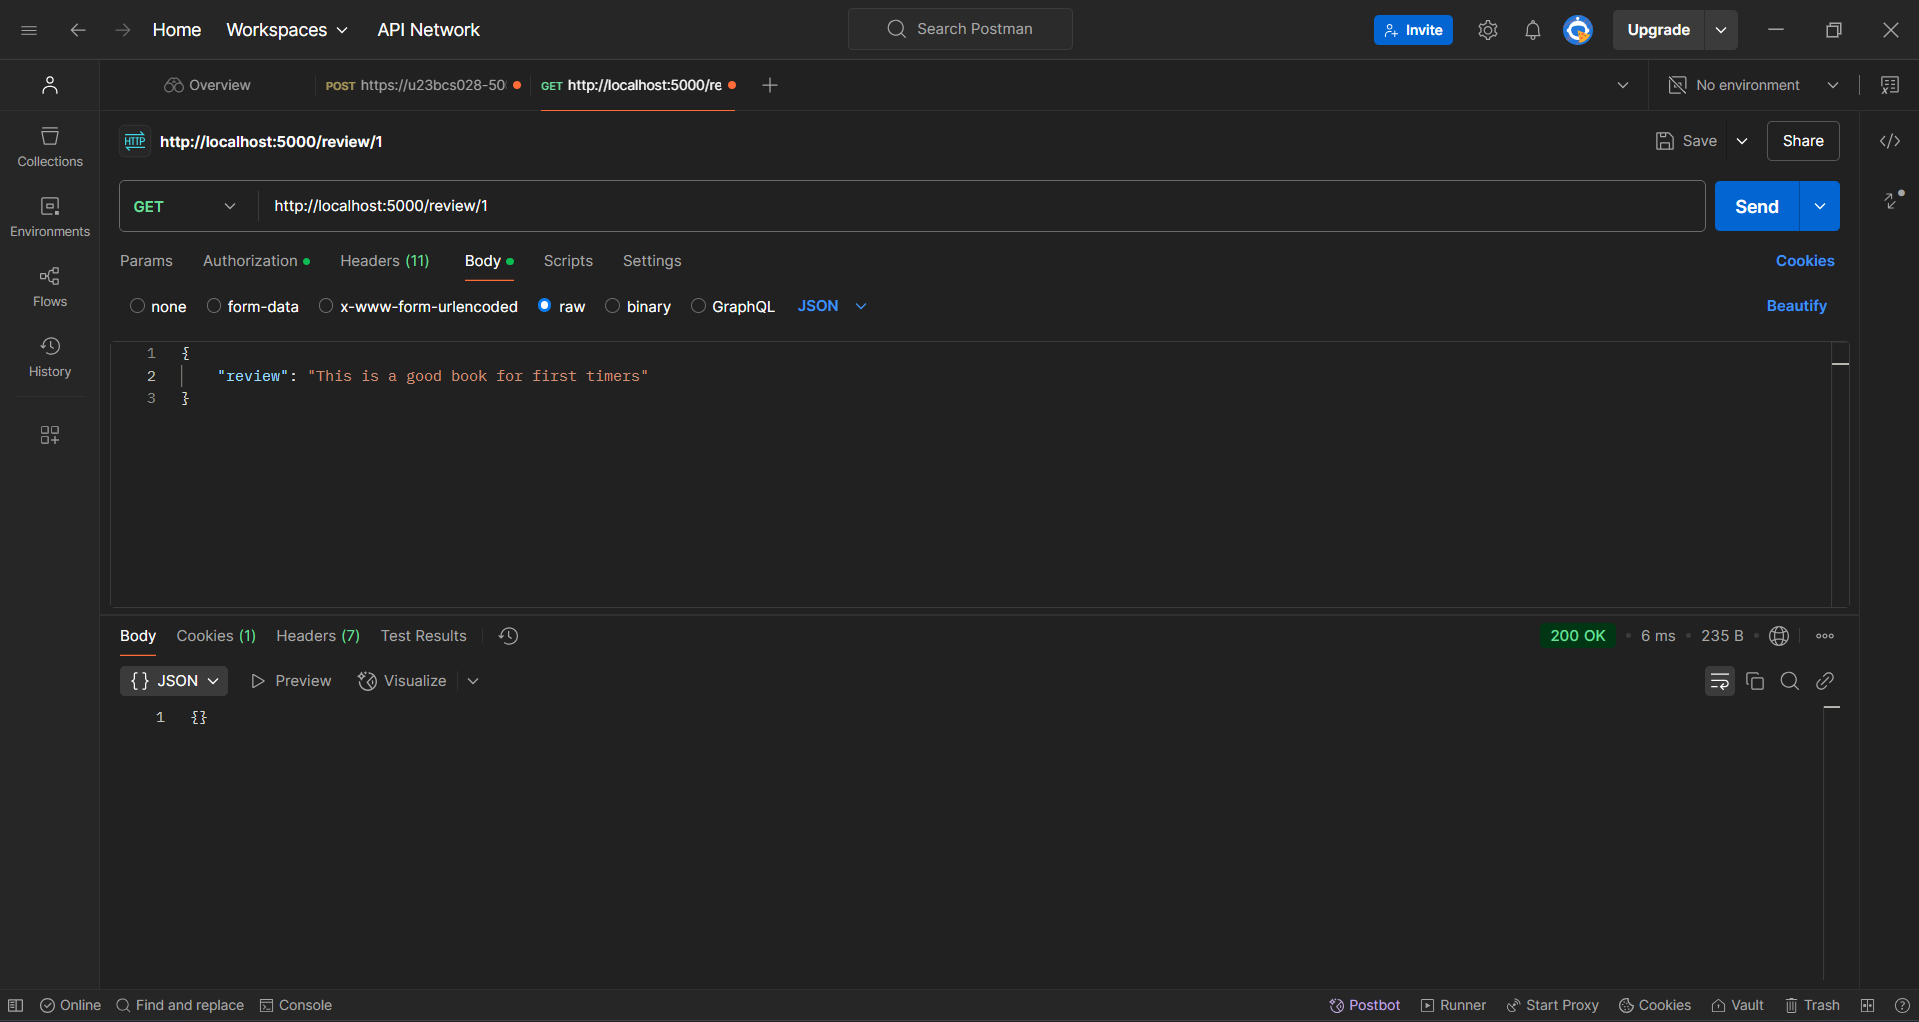 Home Workspaces API Network Search Postman Invite Upgrade
Overview POST https://u23bcs028-50 GET http://localhost:5000/re No environment
HTTP http://localhost:5000/review/1 Save Share
GET http://localhost:5000/review/1 Send
Params Authorization Headers (11) Body Scripts Settings Cookies
none form-data x-www-form-urlencoded raw binary GraphQL JSON Beautify
1 {
2 "review": "This is a good book for first timers"
3 }
Collections
Environments
Flows
History
Body Cookies (1) Headers (7) Test Results 200 OK • 6 ms • 235 B •
{} JSON Preview Visualize
1 {}
Online Find and replace Console Postbot Runner Start Proxy Cookies Vault Trash